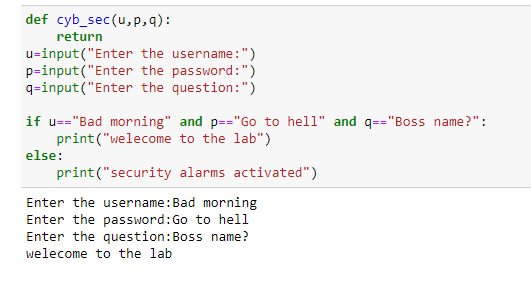 def cyb_sec(u,p,q):
    return
u=input("Enter the username:")
p=input("Enter the password:")
q=input("Enter the question:")

if u=="Bad morning" and p=="Go to hell" and q=="Boss name?":
    print("welecome to the lab")
else:
    print("security alarms activated")
Enter the username:Bad morning
Enter the password:Go to hell
Enter the question:Boss name?
welecome to the lab